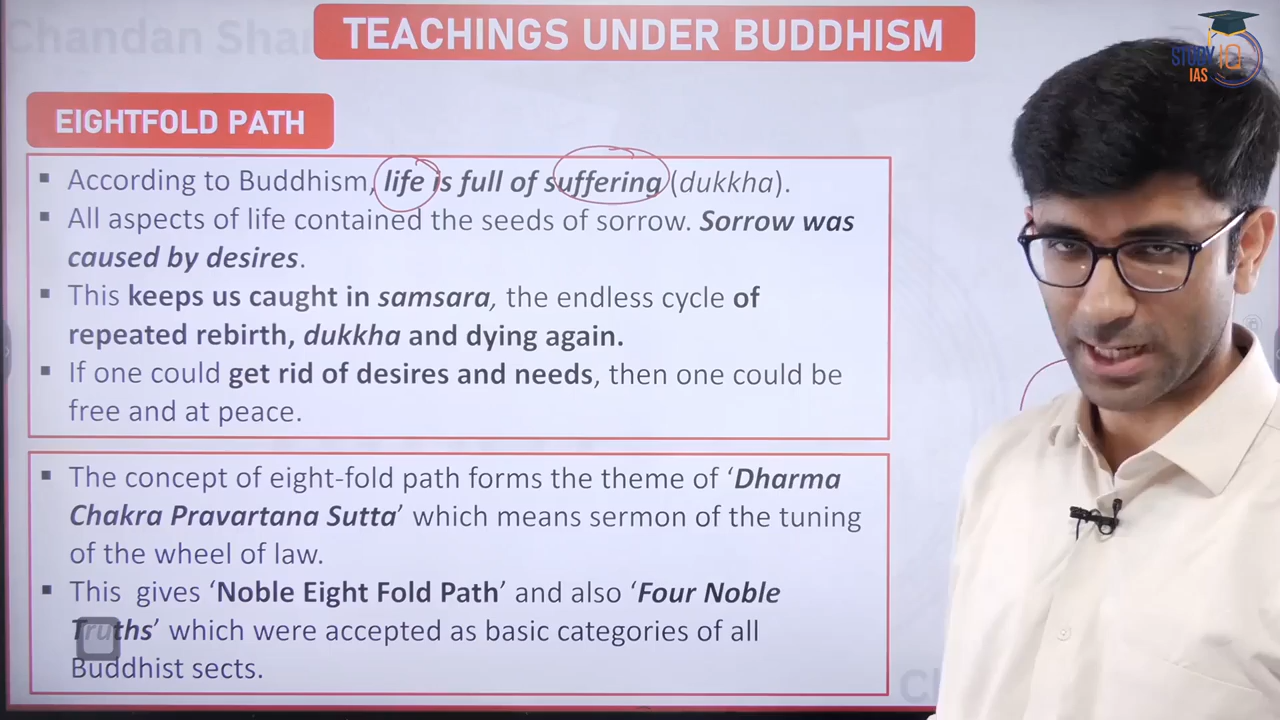 TEACHINGS UNDER BUDDHISM
STUDY IQ
IAS
EIGHTFOLD PATH
▪ According to Buddhism, life is full of suffering (dukkha).
▪ All aspects of life contained the seeds of sorrow. Sorrow was
caused by desires.
▪ This keeps us caught in samsara, the endless cycle of
repeated rebirth, dukkha and dying again.
▪ If one could get rid of desires and needs, then one could be
free and at peace.
▪ The concept of eight-fold path forms the theme of ‘Dharma
Chakra Pravartana Sutta’ which means sermon of the tuning
of the wheel of law.
▪ This gives ‘Noble Eight Fold Path’ and also ‘Four Noble
Truths’ which were accepted as basic categories of all
Buddhist sects.